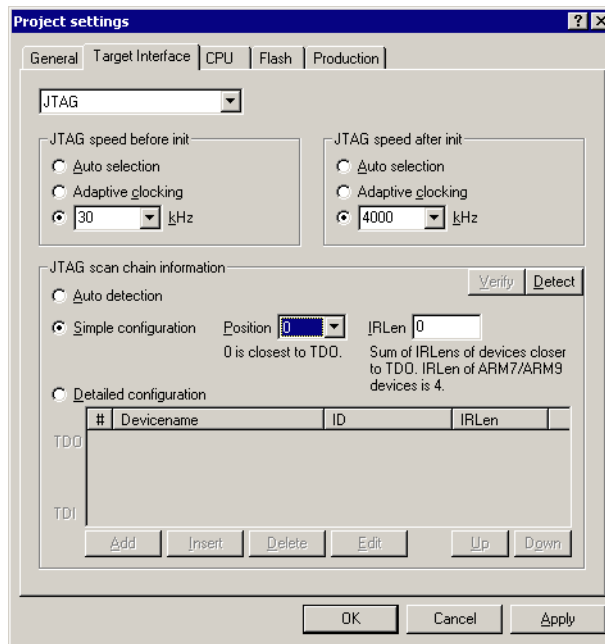 Project settings
General Target Interface CPU Flash Production
JTAG
JTAG speed before init
Auto selection
Adaptive clocking
30 kHz
JTAG speed after init
Auto selection
Adaptive clocking
4000 kHz
JTAG scan chain information
Verify Detect
Auto detection
Simple configuration Position 0 IRLen 0
0 is closest to TDO.
Sum of IRLens of devices closer
to TDO. IRLen of ARM7/ARM9
devices is 4.
Detailed configuration
# Devicename ID IRLen
TDO
TDI
Add Insert Delete Edit Up Down
OK Cancel Apply